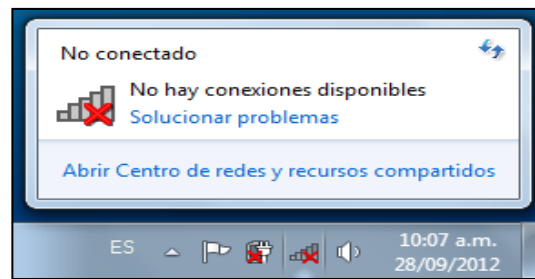 No conectado
No hay conexiones disponibles
Solucionar problemas
Abrir Centro de redes y recursos compartidos
ES
10:07 a.m.
28/09/2012